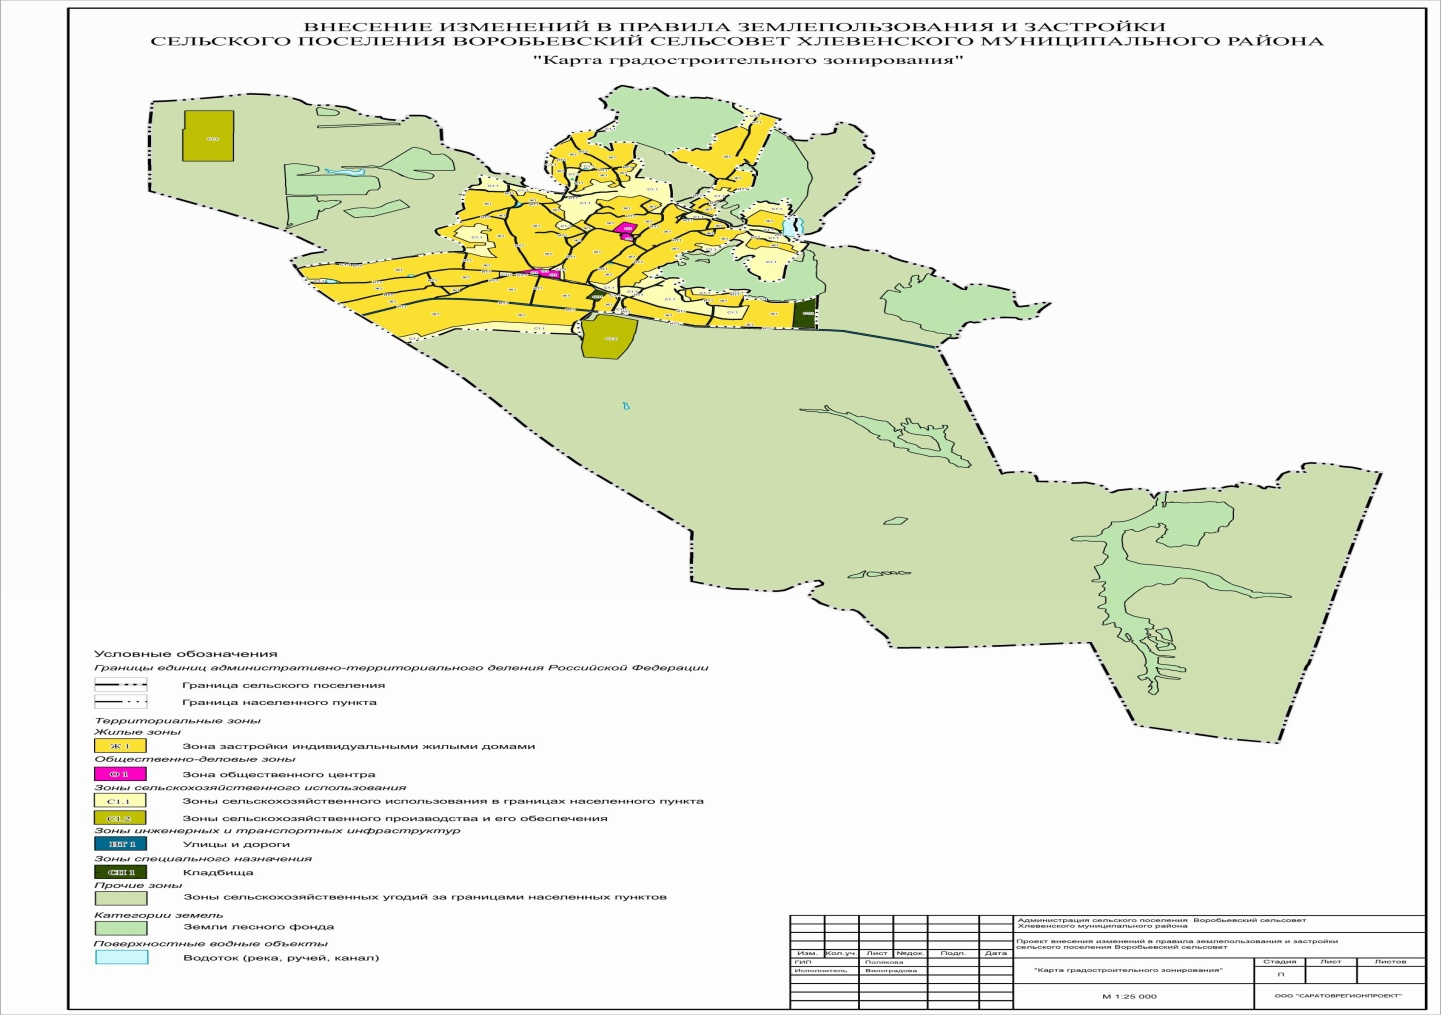 ВНЕСЕНИЕ ИЗМЕНЕНИЙ В ПРАВИЛА ЗЕМЛЕПОЛЬЗОВАНИЯ И ЗАСТРОЙКИ
СЕЛЬСКОГО ПОСЕЛЕНИЯ ВОРОБЬЕВСКИЙ СЕЛЬСОВЕТ ХЛЕВЕНСКОГО МУНИЦИПАЛЬНОГО РАЙОНА
"Карта градостроительного зонирования"
Условные обозначения
Границы единиц административно-территориального деления Российской Федерации
Граница сельского поселения
Граница населенного пункта
Территориальные зоны
Жилые зоны
Ж 1 Зона застройки индивидуальными жилыми домами
Общественно-деловые зоны
О 1 Зона общественного центра
Зоны сельскохозяйственного использования
С1.1 Зоны сельскохозяйственного использования в границах населенного пункта
С1.2 Зоны сельскохозяйственного производства и его обеспечения
Зоны инженерных и транспортных инфраструктур
ИТ 1 Улицы и дороги
Зоны специального назначения
СП 1 Кладбища
Прочие зоны
Зоны сельскохозяйственных угодий за границами населенных пунктов
Категории земель
Земли лесного фонда
Поверхностные водные объекты
Водоток (река, ручей, канал)
Администрация сельского поселения Воробьевский сельсовет
Хлевенского муниципального района
Проект внесения изменений в правила землепользования и застройки
сельского поселения Воробьевский сельсовет
Изм. Кол.уч. Лист №док. Подп. Дата
ГИП Полякова
Исполнитель Виноградова
"Карта градостроительного зонирования"
Стадия Лист Листов
П
М 1:25 000
ООО "САРАТОВРЕГИОНПРОЕКТ"